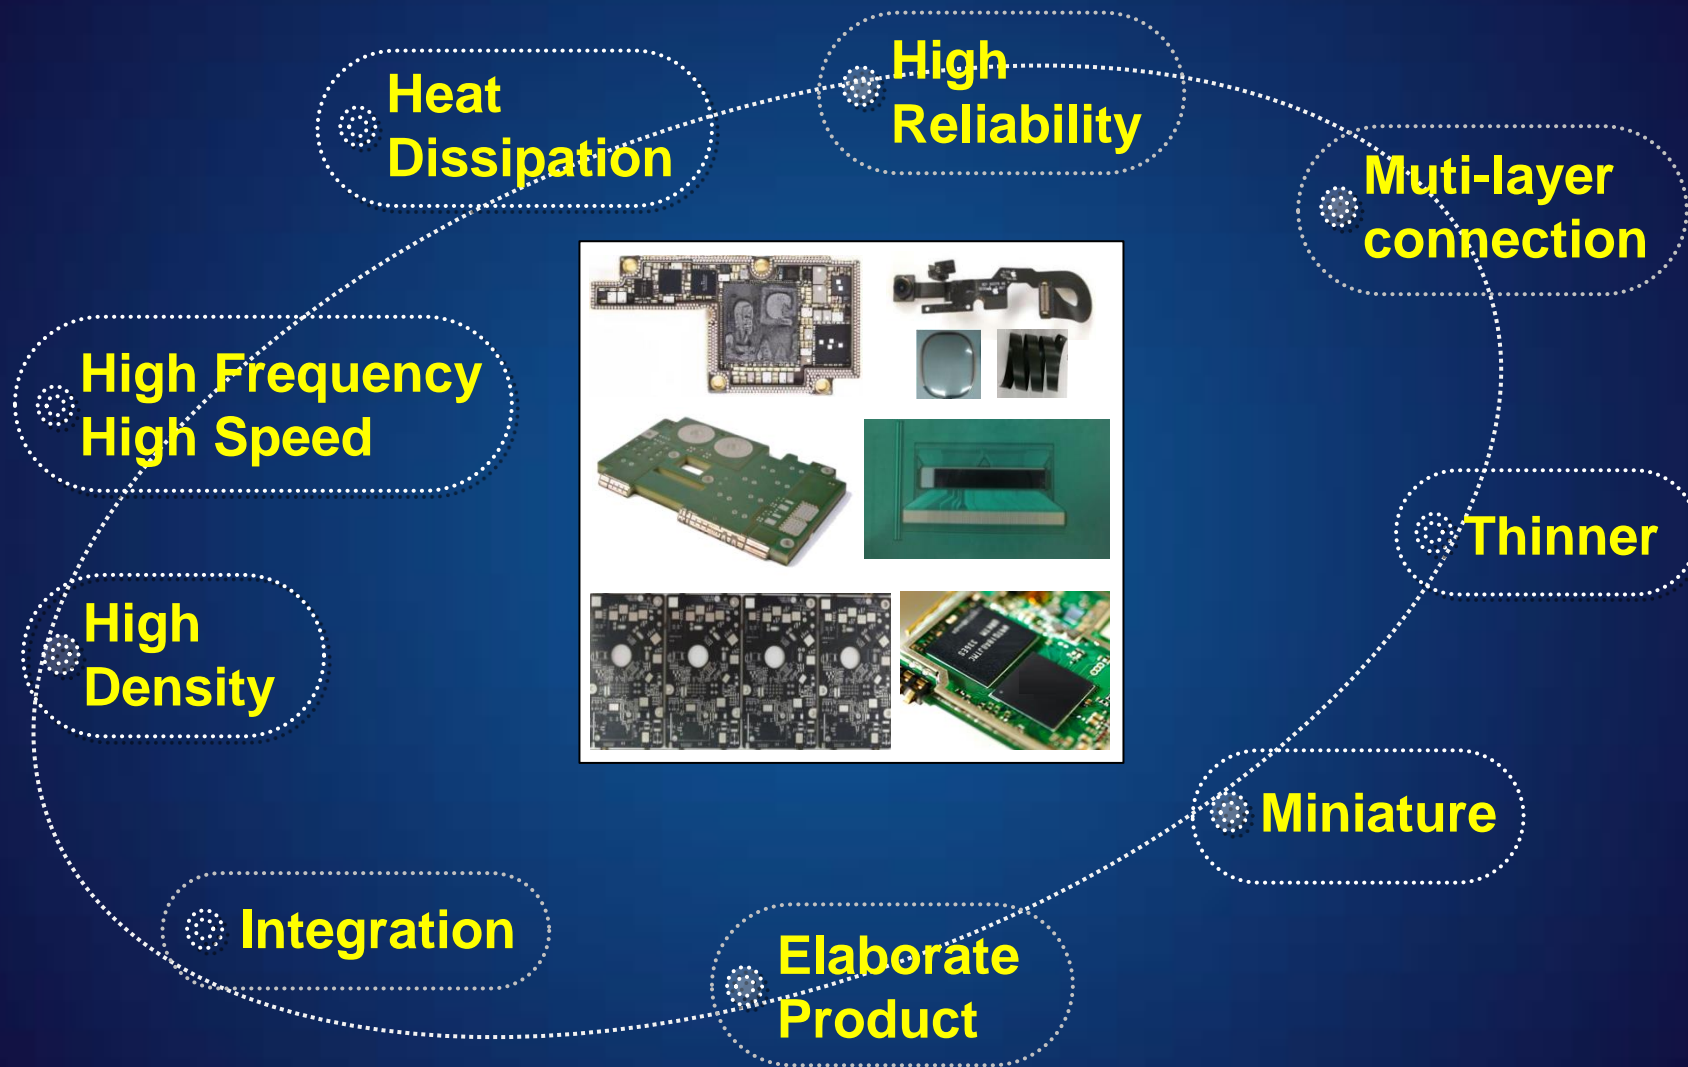 High
Reliability
Heat
Dissipation
Muti-layer
connection
High Frequency
High Speed
Thinner
High
Density
Miniature
Integration
Elaborate
Product